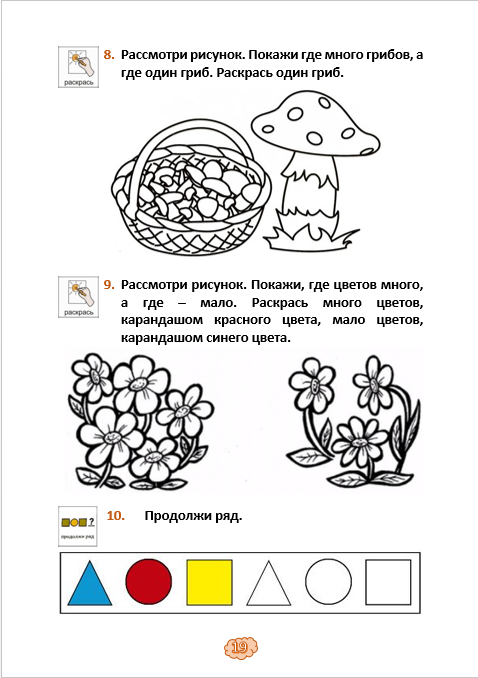 раскрась
8. Рассмотри рисунок. Покажи где много грибов, а
где один гриб. Раскрась один гриб.
раскрась
9. Рассмотри рисунок. Покажи, где цветов много,
а где – мало. Раскрась много цветов,
карандашом красного цвета, мало цветов,
карандашом синего цвета.
?
продолжи ряд
10. Продолжи ряд.
19